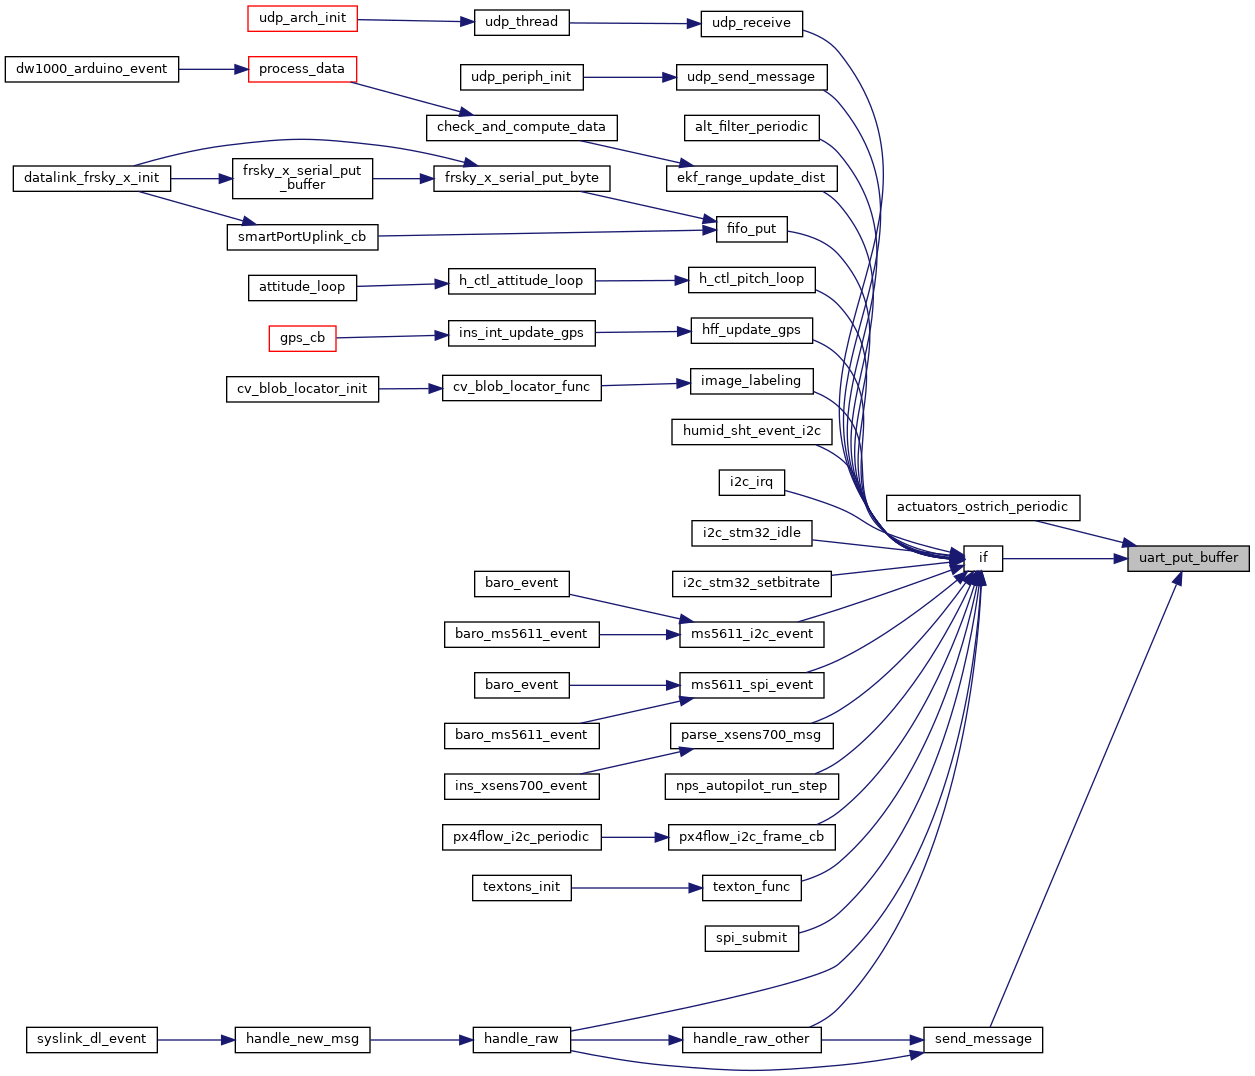 udp_arch_init
udp_thread
udp_receive
dw1000_arduino_event
process_data
udp_periph_init
udp_send_message
check_and_compute_data
alt_filter_periodic
datalink_frsky_x_init
frsky_x_serial_put
_buffer
frsky_x_serial_put_byte
ekf_range_update_dist
smartPortUplink_cb
fifo_put
attitude_loop
h_ctl_attitude_loop
h_ctl_pitch_loop
gps_cb
ins_int_update_gps
hff_update_gps
cv_blob_locator_init
cv_blob_locator_func
image_labeling
humid_sht_event_i2c
i2c_irq
actuators_ostrich_periodic
i2c_stm32_idle
if
uart_put_buffer
baro_event
i2c_stm32_setbitrate
baro_ms5611_event
ms5611_i2c_event
baro_event
ms5611_spi_event
baro_ms5611_event
parse_xsens700_msg
ins_xsens700_event
nps_autopilot_run_step
px4flow_i2c_periodic
px4flow_i2c_frame_cb
textons_init
texton_func
spi_submit
syslink_dl_event
handle_new_msg
handle_raw
handle_raw_other
send_message